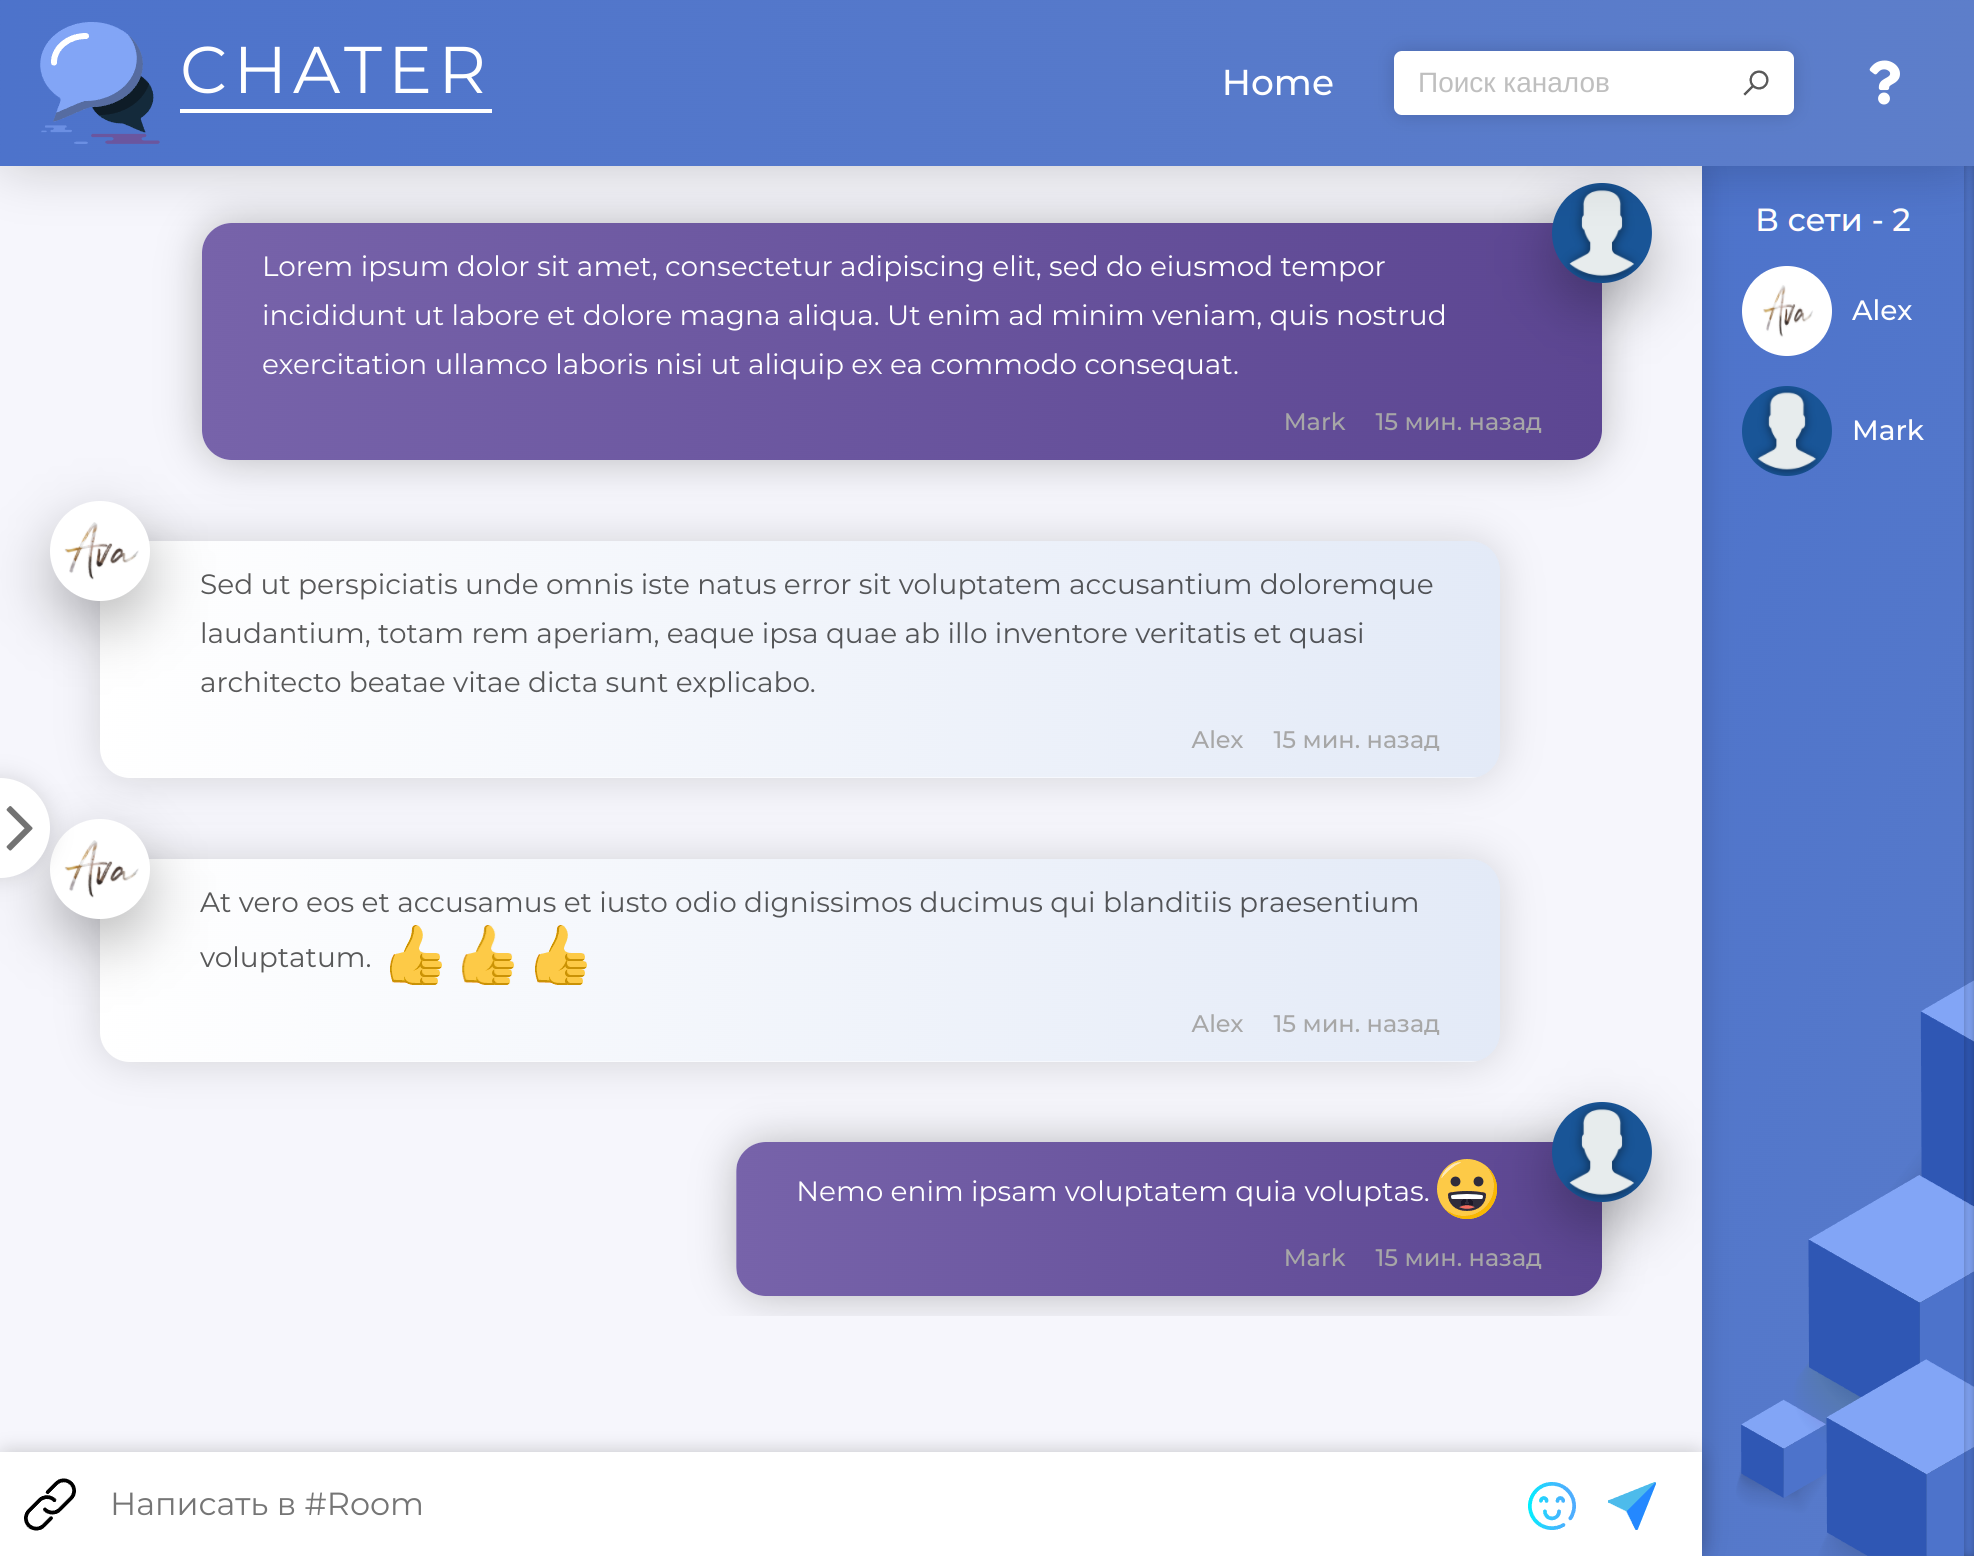 CHATER
Home
Поиск каналов
?
В сети - 2
Alex
Mark
Lorem ipsum dolor sit amet, consectetur adipiscing elit, sed do eiusmod tempor
incididunt ut labore et dolore magna aliqua. Ut enim ad minim veniam, quis nostrud
exercitation ullamco laboris nisi ut aliquip ex ea commodo consequat.
Mark 15 мин. назад
Ava
Sed ut perspiciatis unde omnis iste natus error sit voluptatem accusantium doloremque
laudantium, totam rem aperiam, eaque ipsa quae ab illo inventore veritatis et quasi
architecto beatae vitae dicta sunt explicabo.
Alex 15 мин. назад
Ava
At vero eos et accusamus et iusto odio dignissimos ducimus qui blanditiis praesentium
voluptatum. 👍👍👍
Alex 15 мин. назад
Nemo enim ipsam voluptatem quia voluptas. 😀
Mark 15 мин. назад
Написать в #Room
Ava